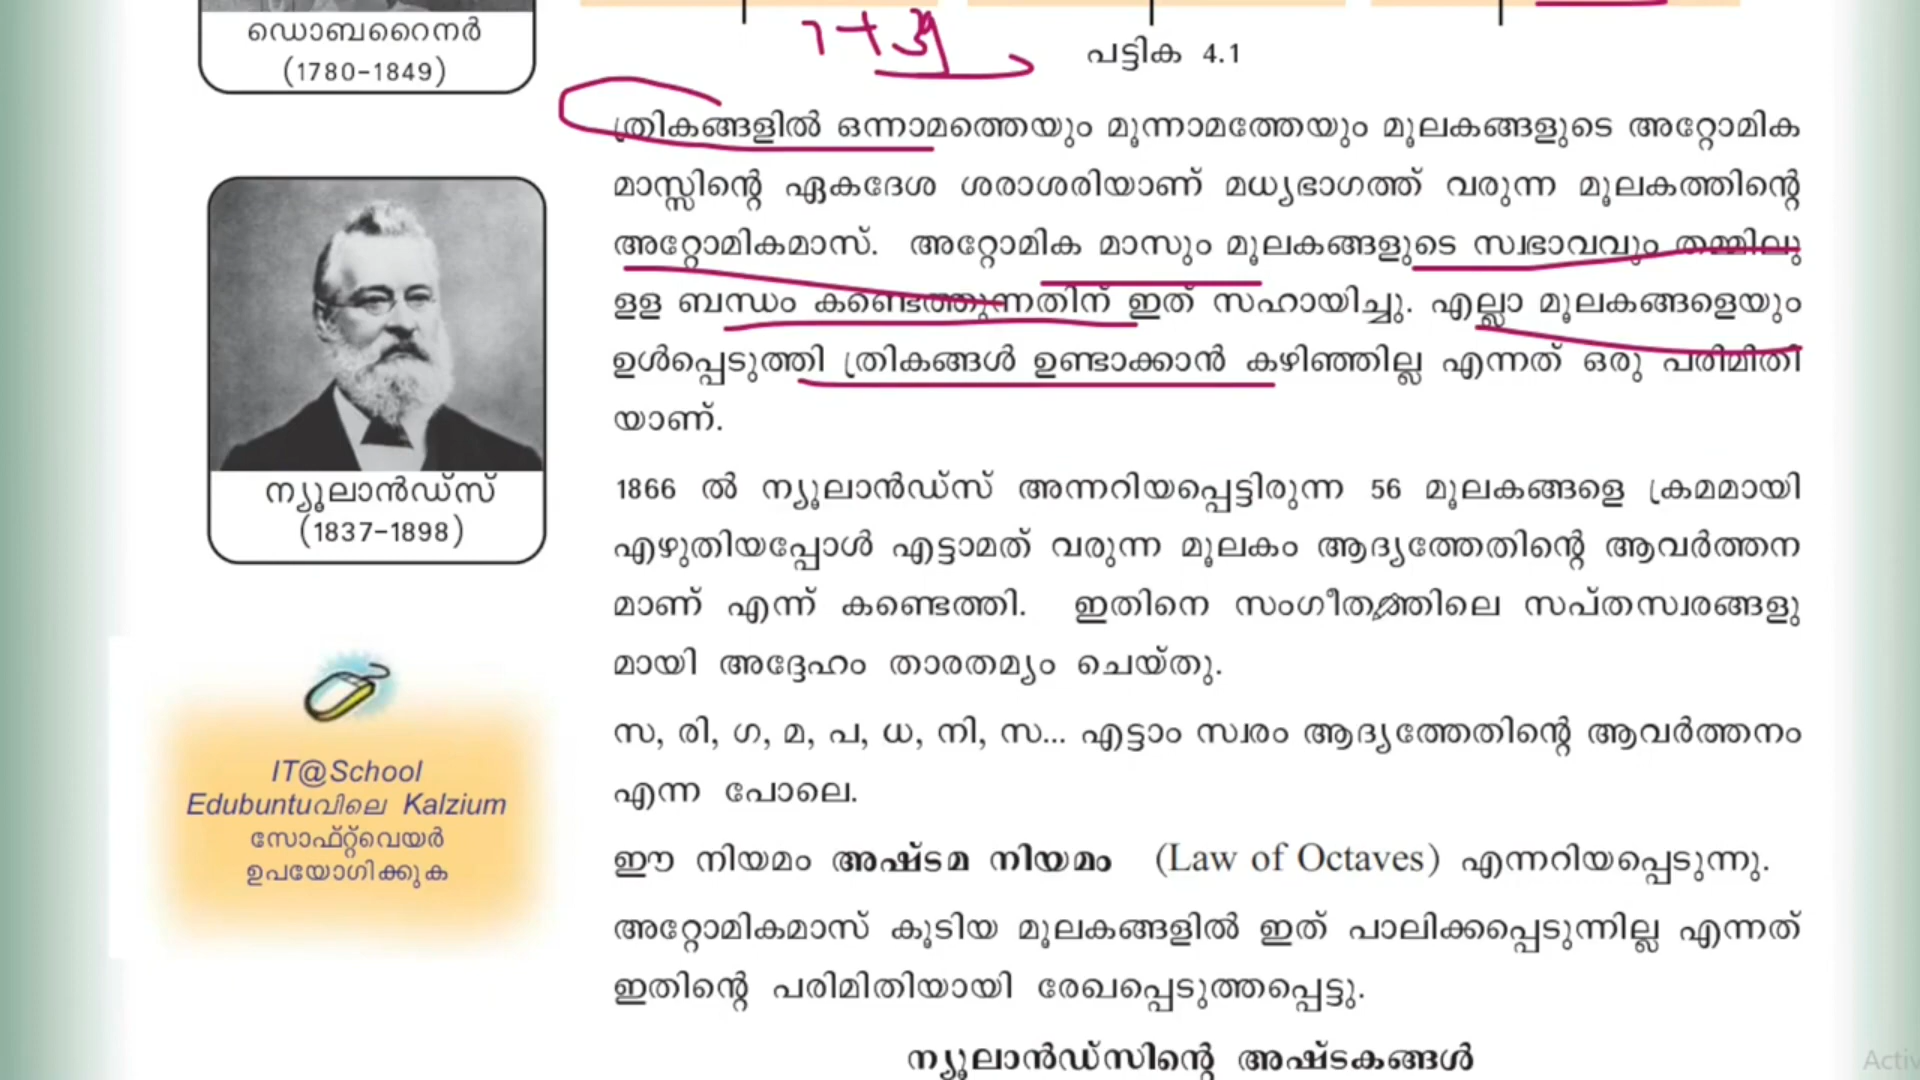 ഡൊബറൈനർ
(1780-1849)
7+39
പട്ടിക 4.1
ത്രികങ്ങളിൽ ഒന്നാമത്തെയും മൂന്നാമത്തേയും മൂലകങ്ങളുടെ അറ്റോമിക
മാസ്സിന്റെ ഏകദേശ ശരാശരിയാണ് മധ്യഭാഗത്ത് വരുന്ന മൂലകത്തിന്റെ
അറ്റോമികമാസ്. അറ്റോമിക മാസും മൂലകങ്ങളുടെ സ്വഭാവവും തമ്മിലു
ള്ള ബന്ധം കണ്ടെത്തുന്നതിന് ഇത് സഹായിച്ചു. എല്ലാ മൂലകങ്ങളെയും
ഉൾപ്പെടുത്തി ത്രികങ്ങൾ ഉണ്ടാക്കാൻ കഴിഞ്ഞില്ല എന്നത് ഒരു പരിമിതി
യാണ്.
ന്യൂലാൻഡ്സ്
(1837-1898)
1866 ൽ ന്യൂലാൻഡ്സ് അന്നറിയപ്പെട്ടിരുന്ന 56 മൂലകങ്ങളെ ക്രമമായി
എഴുതിയപ്പോൾ എട്ടാമത് വരുന്ന മൂലകം ആദ്യത്തേതിന്റെ ആവർത്തന
മാണ് എന്ന് കണ്ടെത്തി. ഇതിനെ സംഗീതത്തിലെ സപ്തസ്വരങ്ങളു
മായി അദ്ദേഹം താരതമ്യം ചെയ്തു.
സ, രി, ഗ, മ, പ, ധ, നി, സ... എട്ടാം സ്വരം ആദ്യത്തേതിന്റെ ആവർത്തനം
എന്ന പോലെ.
IT@School
Edubuntuവിലെ Kalzium
സോഫ്റ്റ്‌വെയർ
ഉപയോഗിക്കുക
ഈ നിയമം അഷ്ടമ നിയമം (Law of Octaves) എന്നറിയപ്പെടുന്നു.
അറ്റോമികമാസ് കൂടിയ മൂലകങ്ങളിൽ ഇത് പാലിക്കപ്പെടുന്നില്ല എന്നത്
ഇതിന്റെ പരിമിതിയായി രേഖപ്പെടുത്തപ്പെട്ടു.
ന്യൂലാൻഡ്സിന്റെ അഷ്ടകങ്ങൾ
Activ